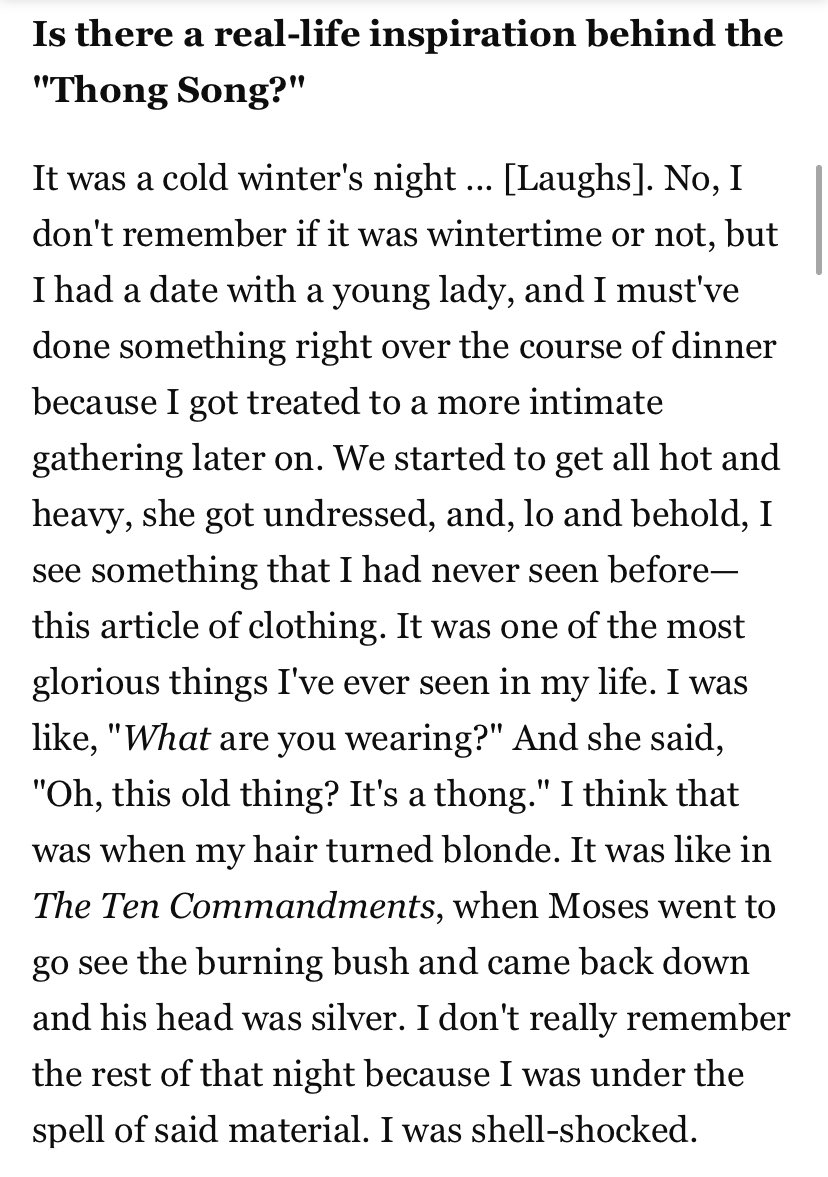 Is there a real-life inspiration behind the
"Thong Song?"
It was a cold winter's night ... [Laughs]. No, I
don't remember if it was wintertime or not, but
I had a date with a young lady, and I must've
done something right over the course of dinner
because I got treated to a more intimate
gathering later on. We started to get all hot and
heavy, she got undressed, and, lo and behold, I
see something that I had never seen before—
this article of clothing. It was one of the most
glorious things I've ever seen in my life. I was
like, "What are you wearing?" And she said,
"Oh, this old thing? It's a thong." I think that
was when my hair turned blonde. It was like in
The Ten Commandments, when Moses went to
go see the burning bush and came back down
and his head was silver. I don't really remember
the rest of that night because I was under the
spell of said material. I was shell-shocked.